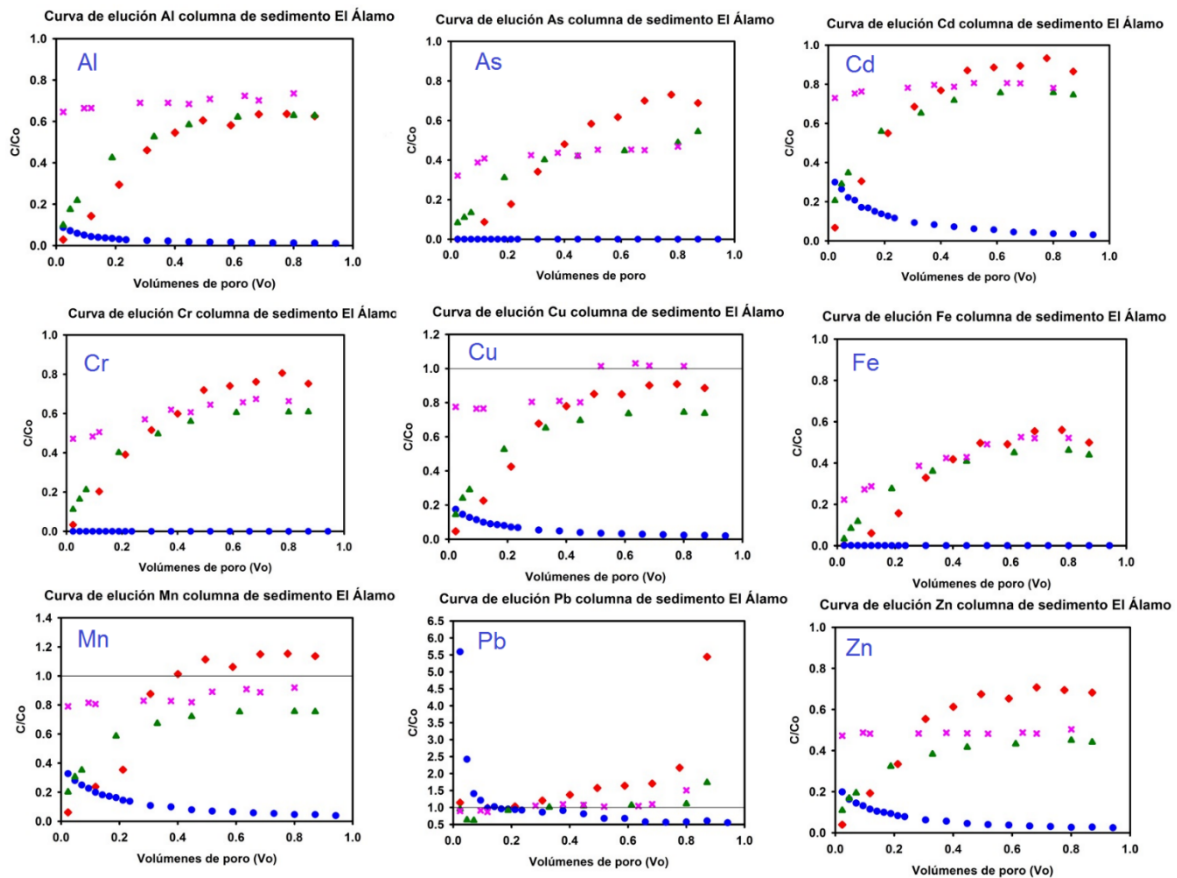 Curva de elución Al columna de sedimento El Álamo
Al
C/Co
1.0
0.8
0.6
0.4
0.2
0.0
0.0 0.2 0.4 0.6 0.8 1.0
Volúmenes de poro (Vo)
Curva de elución As columna de sedimento El Álamo
As
C/Co
1.0
0.8
0.6
0.4
0.2
0.0
0.0 0.2 0.4 0.6 0.8 1.0
Volúmenes de poro
Curva de elución Cd columna de sedimento El Álamo
Cd
C/Co
1.0
0.8
0.6
0.4
0.2
0.0
0.0 0.2 0.4 0.6 0.8 1.0
Volúmenes de poro (Vo)
Curva de elución Cr columna de sedimento El Álamo
Cr
C/Co
1.0
0.8
0.6
0.4
0.2
0.0
0.0 0.2 0.4 0.6 0.8 1.0
Volúmenes de poro (Vo)
Curva de elución Cu columna de sedimento El Álamo
Cu
C/Co
1.2
1.0
0.8
0.6
0.4
0.2
0.0
0.0 0.2 0.4 0.6 0.8 1.0
Volúmenes de poro (Vo)
Curva de elución Fe columna de sedimento El Álamo
Fe
C/Co
1.0
0.8
0.6
0.4
0.2
0.0
0.0 0.2 0.4 0.6 0.8 1.0
Volúmenes de poro (Vo)
Curva de elución Mn columna de sedimento El Álamo
Mn
C/Co
1.4
1.2
1.0
0.8
0.6
0.4
0.2
0.0
0.0 0.2 0.4 0.6 0.8 1.0
Volúmenes de poro (Vo)
Curva de elución Pb columna de sedimento El Álamo
Pb
C/Co
6.5
6.0
5.5
5.0
4.5
4.0
3.5
3.0
2.5
2.0
1.5
1.0
0.5
0.0 0.2 0.4 0.6 0.8 1.0
Volúmenes de poro (Vo)
Curva de elución Zn columna de sedimento El Álamo
Zn
C/Co
1.0
0.8
0.6
0.4
0.2
0.0
0.0 0.2 0.4 0.6 0.8 1.0
Volúmenes de poro (Vo)